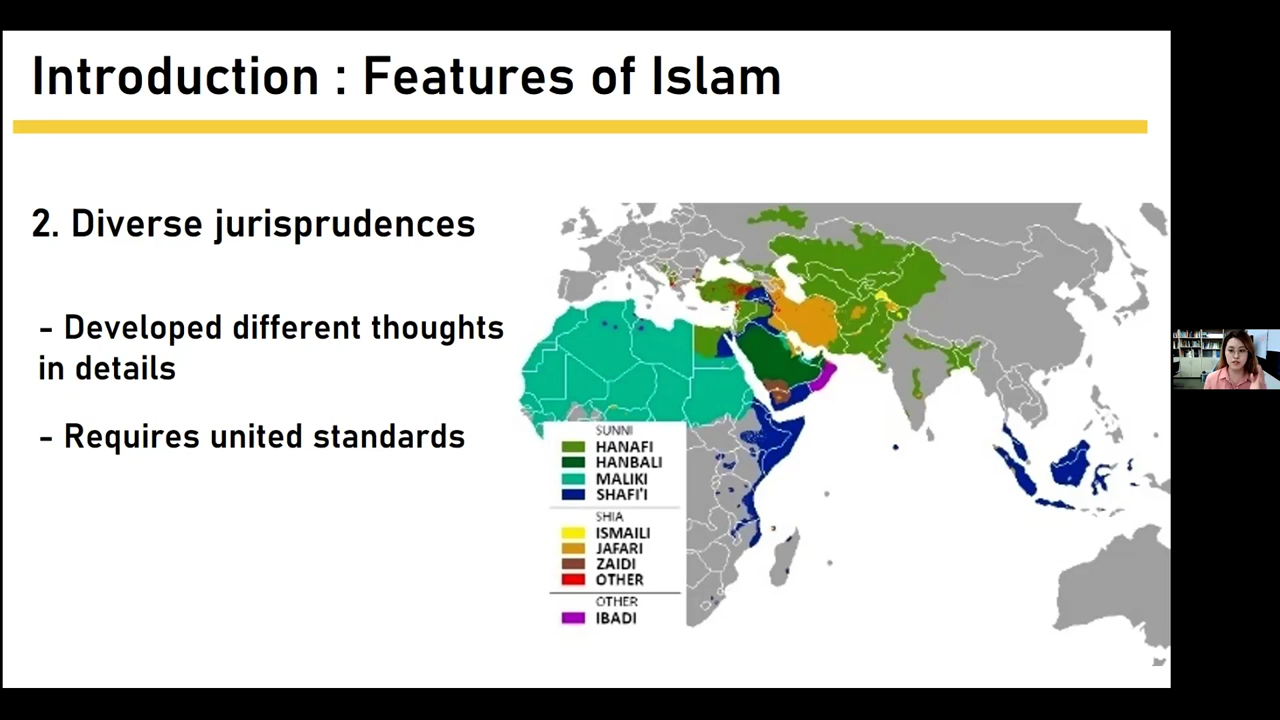 Introduction : Features of Islam
2. Diverse jurisprudences
- Developed different thoughts
in details
- Requires united standards
SUNNI
HANAFI
HANBALI
MALIKI
SHAFI'I
SHIA
ISMAILI
JAFARI
ZAIDI
OTHER
OTHER
IBADI